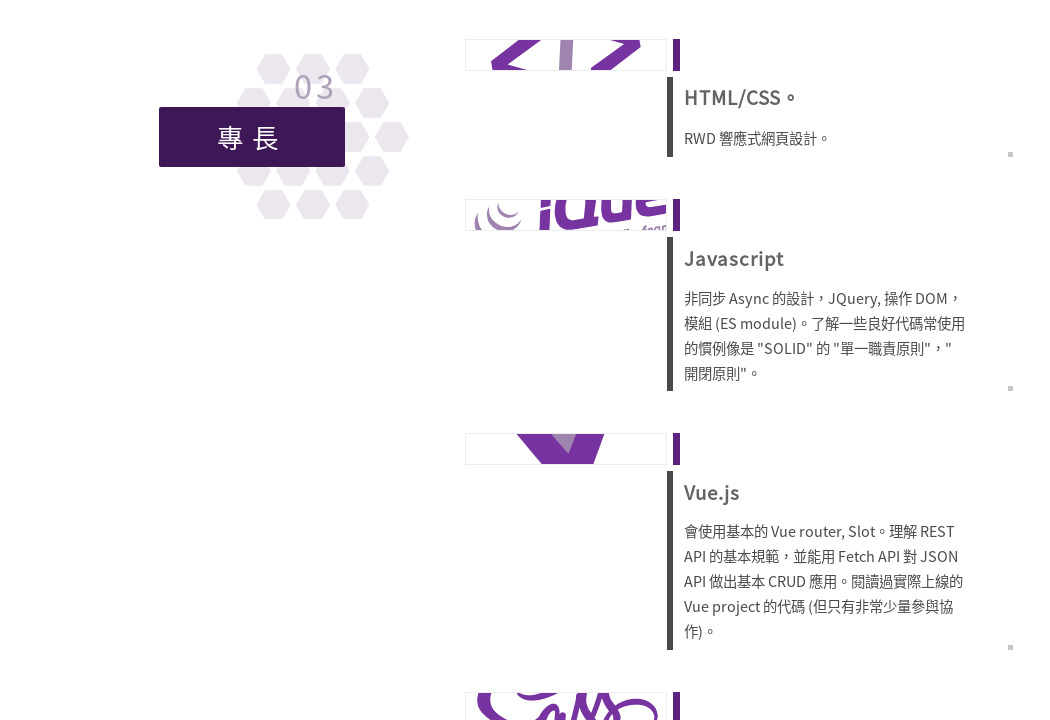 03
專長
HTML/CSS。
RWD 響應式網頁設計。
Javascript
非同步 Async 的設計，JQuery, 操作 DOM，
模組 (ES module)。了解一些良好代碼常使用
的慣例像是 "SOLID" 的 "單一職責原則"，"
開閉原則"。
Vue.js
會使用基本的 Vue router, Slot。理解 REST
API 的基本規範，並能用 Fetch API 對 JSON
API 做出基本 CRUD 應用。閱讀過實際上線的
Vue project 的代碼 (但只有非常少量參與協
作)。